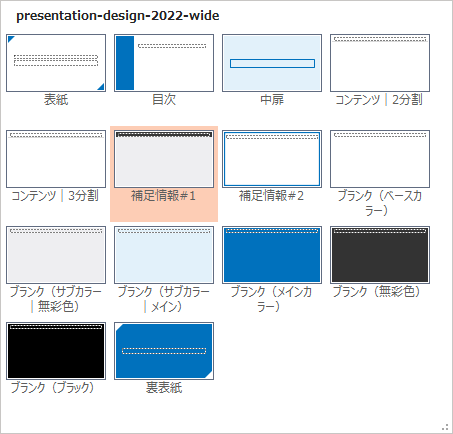 presentation-design-2022-wide
表紙
目次
中扉
コンテンツ｜2分割
コンテンツ｜3分割
補足情報#1
補足情報#2
ブランク（ベースカ
ラー）
ブランク（サブカラー
｜無彩色）
ブランク（サブカラー
｜メイン）
ブランク（メインカ
ラー）
ブランク（無彩色）
ブランク（ブラック）
裏表紙